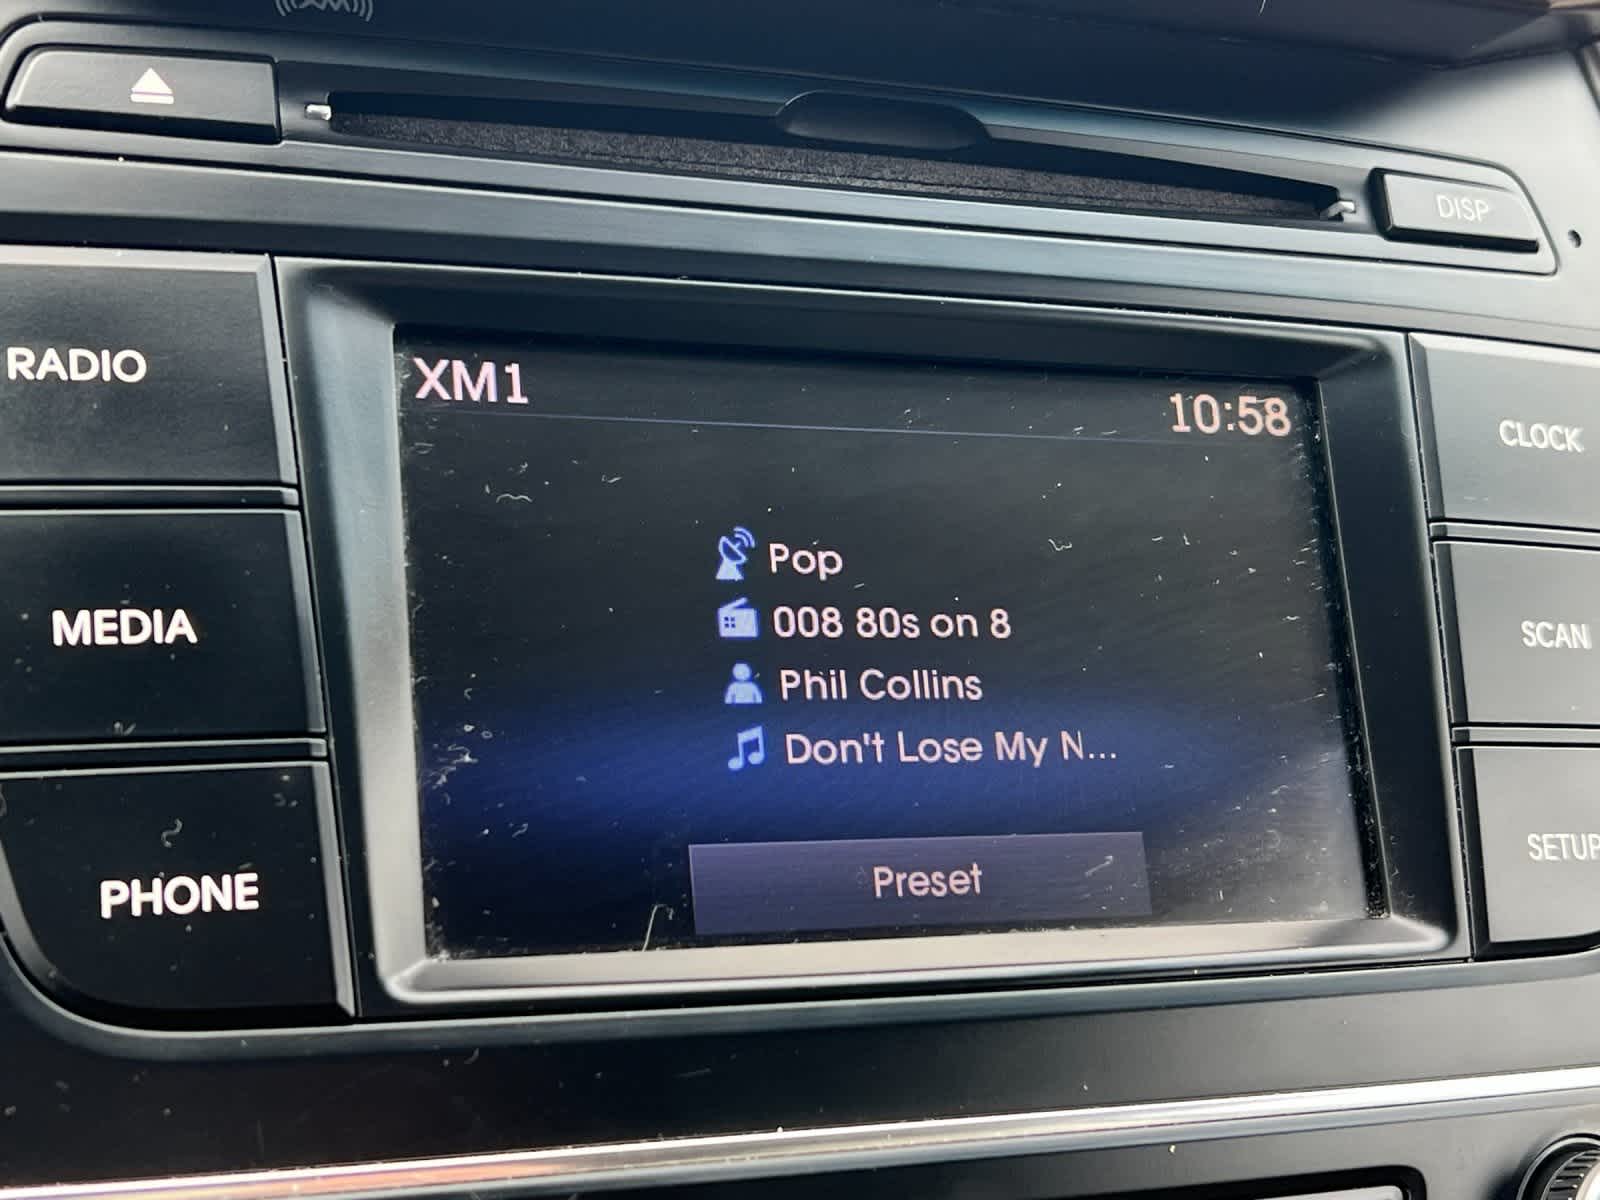 ((XM))
DISP
RADIO
MEDIA
PHONE
XM1
10:58
Pop
008 80s on 8
Phil Collins
Don't Lose My N...
Preset
CLOCK
SCAN
SETUP